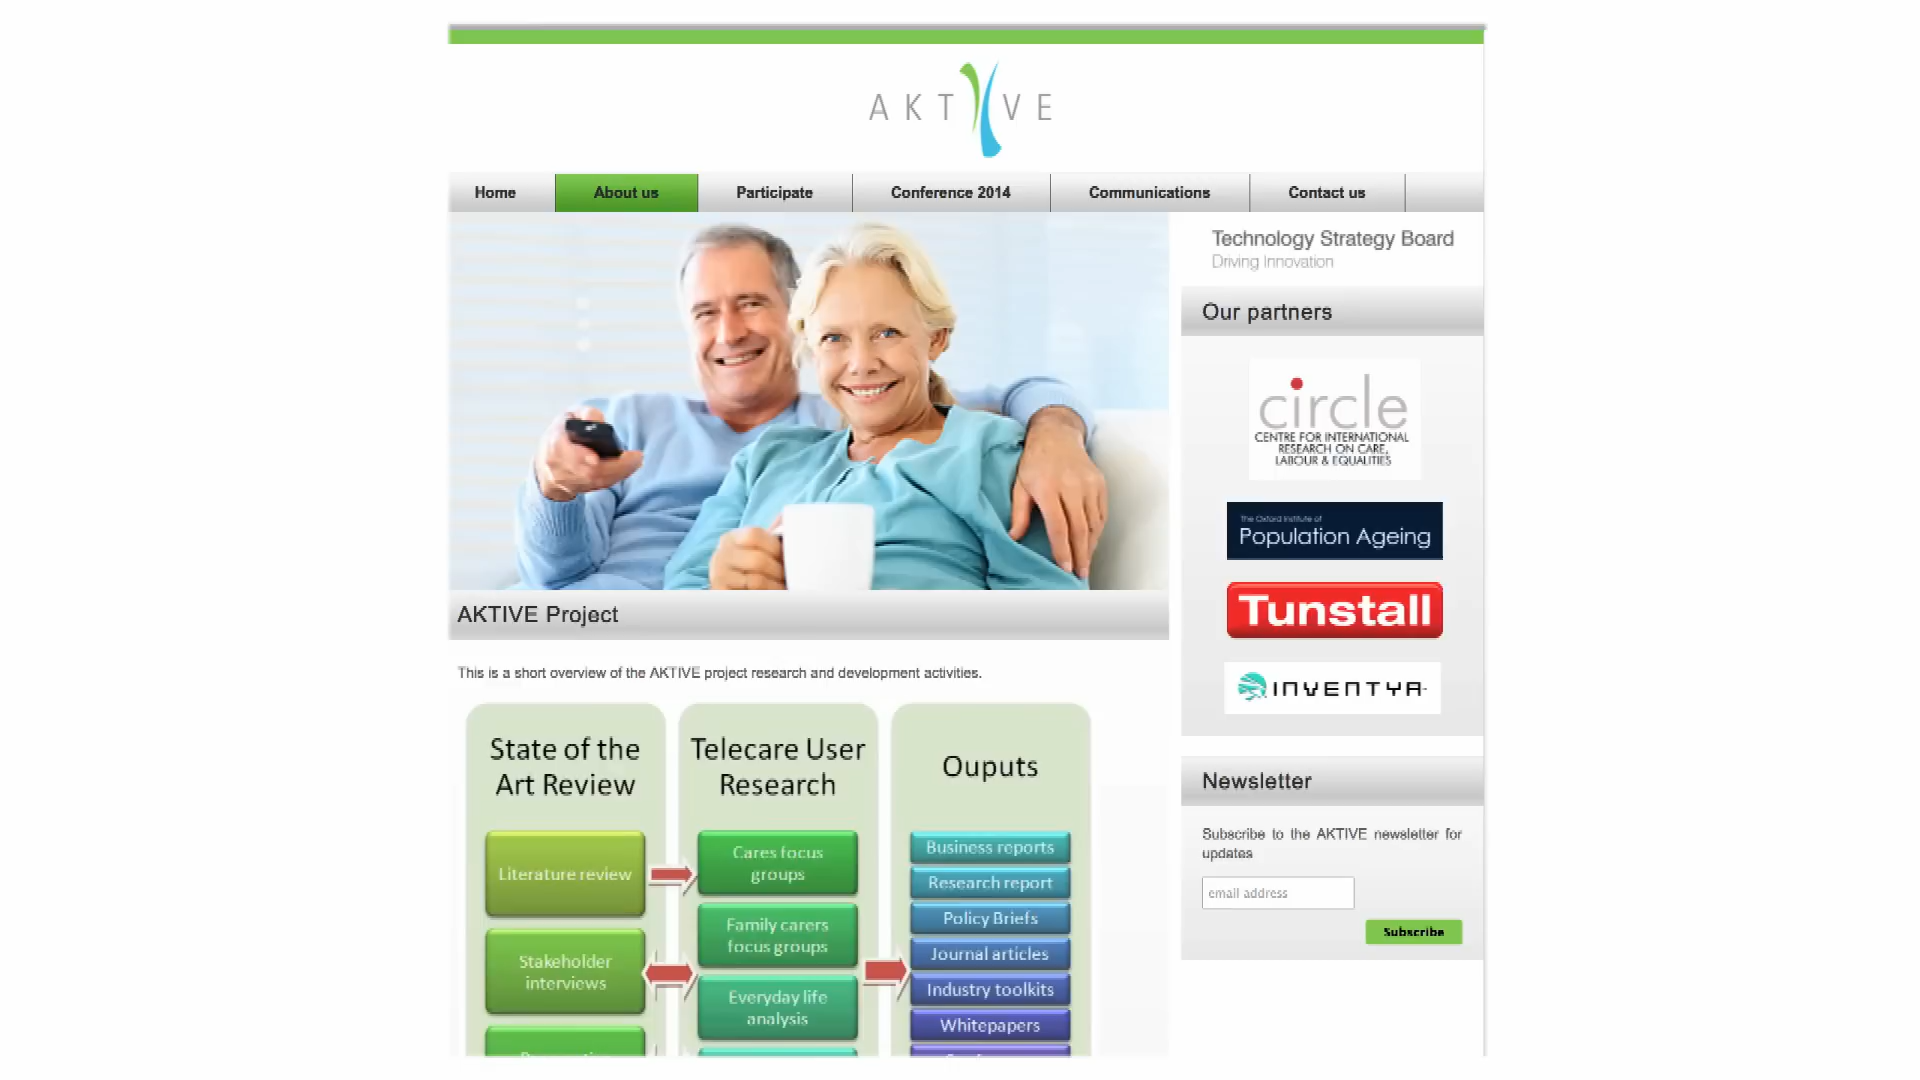 AKTIVE
Home
About us
Participate
Conference 2014
Communications
Contact us
Technology Strategy Board
Driving Innovation
Our partners
circle
CENTRE FOR INTERNATIONAL
RESEARCH ON CARE,
LABOUR & EQUALITIES
The Oxford Institute of
Population Ageing
Tunstall
INVENTYA
AKTIVE Project
This is a short overview of the AKTIVE project research and development activities.
State of the
Art Review
Literature review
Stakeholder
interviews
Telecare User
Research
Cares focus
groups
Family carers
focus groups
Everyday life
analysis
Ouputs
Business reports
Research report
Policy Briefs
Journal articles
Industry toolkits
Whitepapers
Newsletter
Subscribe to the AKTIVE newsletter for
updates
email address
Subscribe